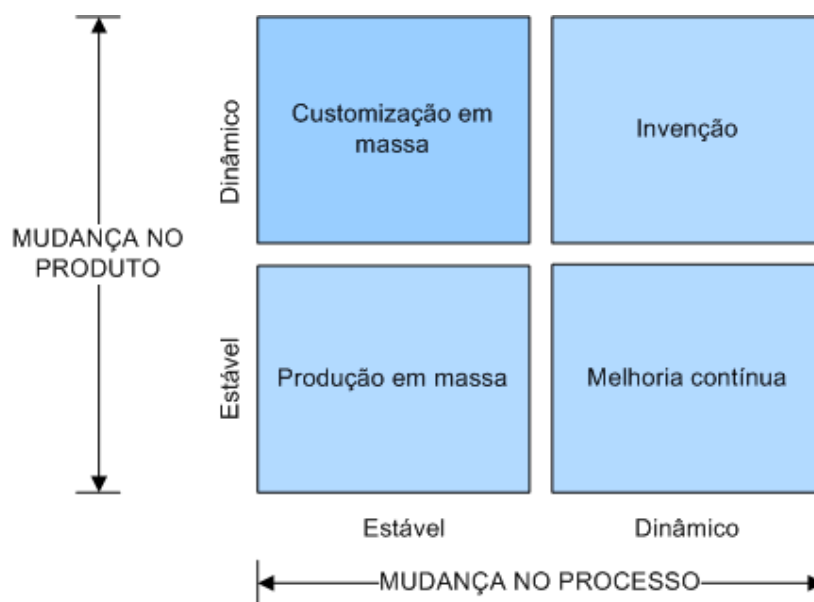 Dinâmico
Customização em
massa
Invenção
MUDANÇA NO
PRODUTO
Estável
Produção em massa
Melhoria contínua
Estável
Dinâmico
MUDANÇA NO PROCESSO